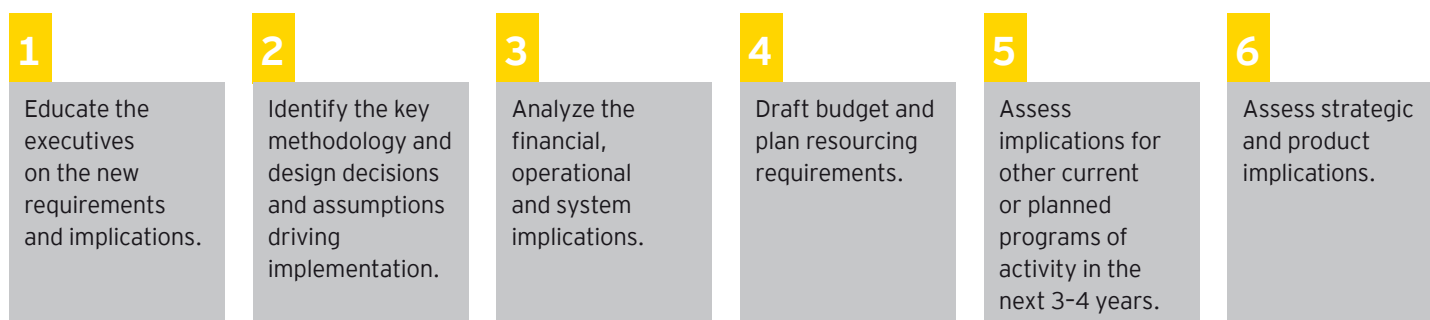 1
Educate the
executives
on the new
requirements
and implications.
2
Identify the key
methodology and
design decisions
and assumptions
driving
implementation.
3
Analyze the
financial,
operational
and system
implications.
4
Draft budget and
plan resourcing
requirements.
5
Assess
implications for
other current
or planned
programs of
activity in the
next 3–4 years.
6
Assess strategic
and product
implications.